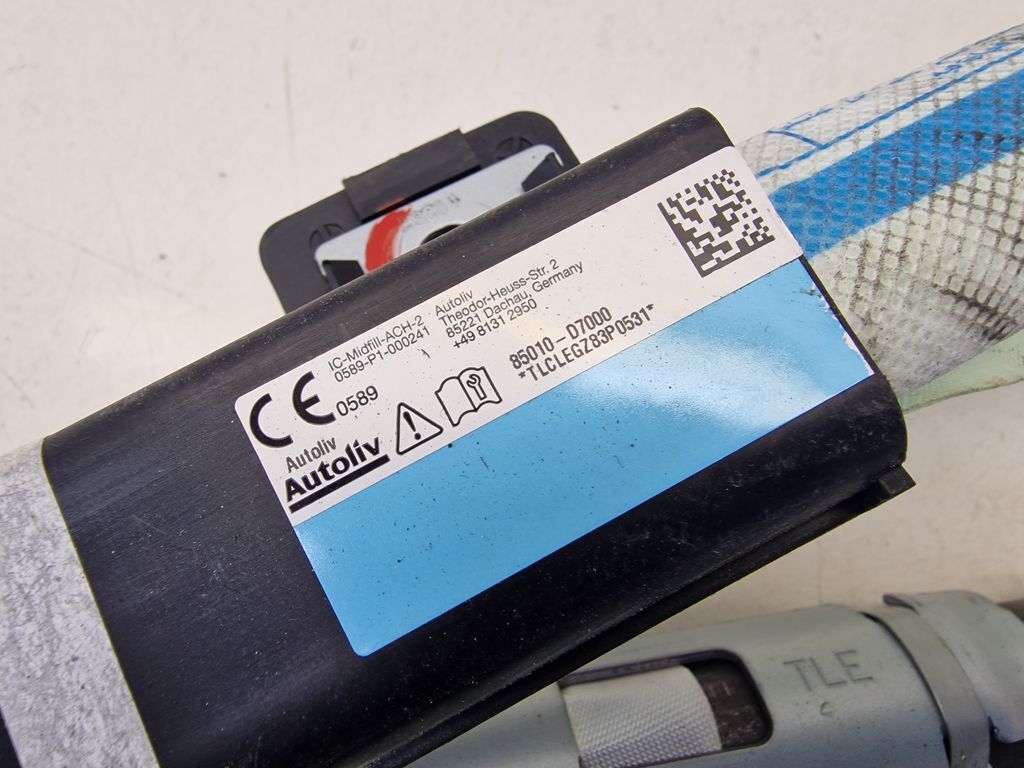 IC-Midfill-ACH-2
0589-P1-000241
Autoliv
Theodor-Heuss-Str. 2
85221 Dachau, Germany
+49 8131 2950
CE
0589
Autoliv
Autoliv
85010-D7000
*TLCLEGZ83P0531*
TLE